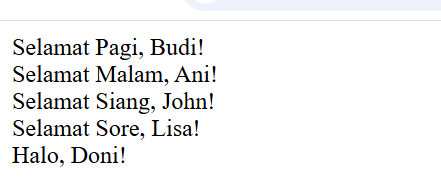 Selamat Pagi, Budi!
Selamat Malam, Ani!
Selamat Siang, John!
Selamat Sore, Lisa!
Halo, Doni!